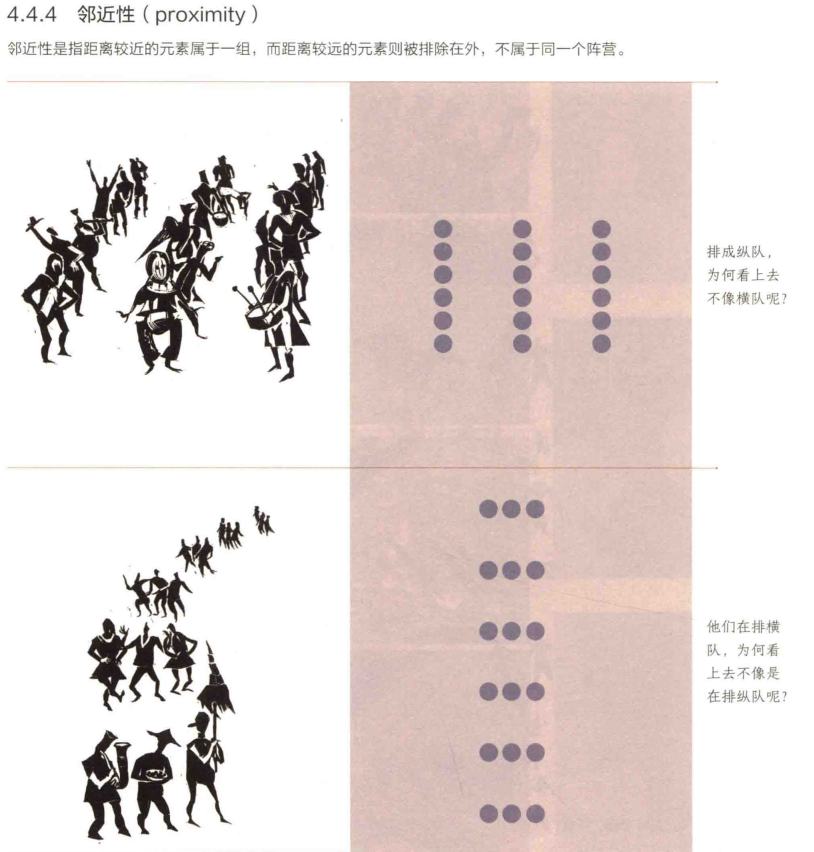 4.4.4 邻近性（proximity）
邻近性是指距离较近的元素属于一组，而距离较远的元素则被排除在外，不属于同一个阵营。
排成纵队，
为何看上去
不像横队呢?
他们在排横
队，为何看
上去不像是
在排纵队呢?